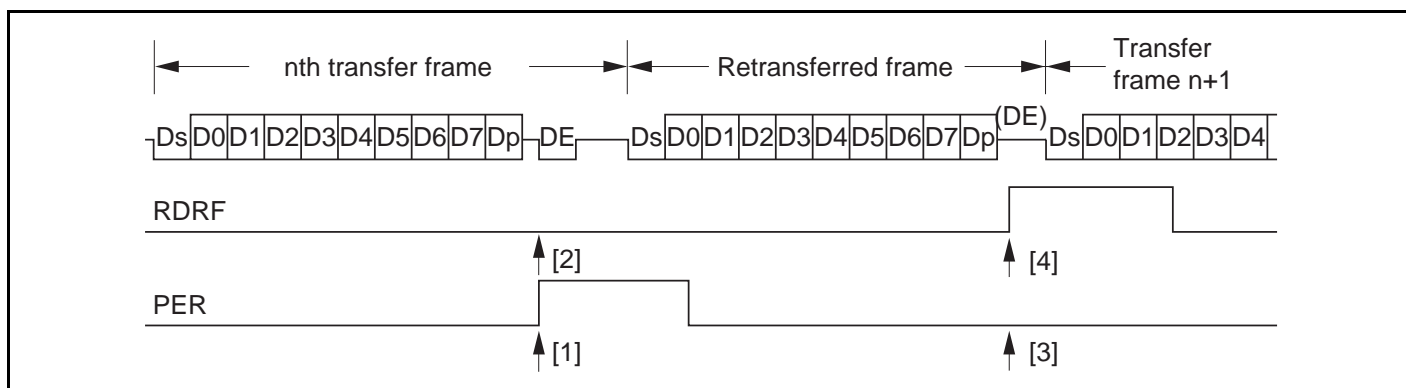 nth transfer frame Retransferred frame Transfer
frame n+1
Ds D0 D1 D2 D3 D4 D5 D6 D7 Dp DE Ds D0 D1 D2 D3 D4 D5 D6 D7 Dp (DE) Ds D0 D1 D2 D3 D4
RDRF
[2] [4]
PER
[1] [3]